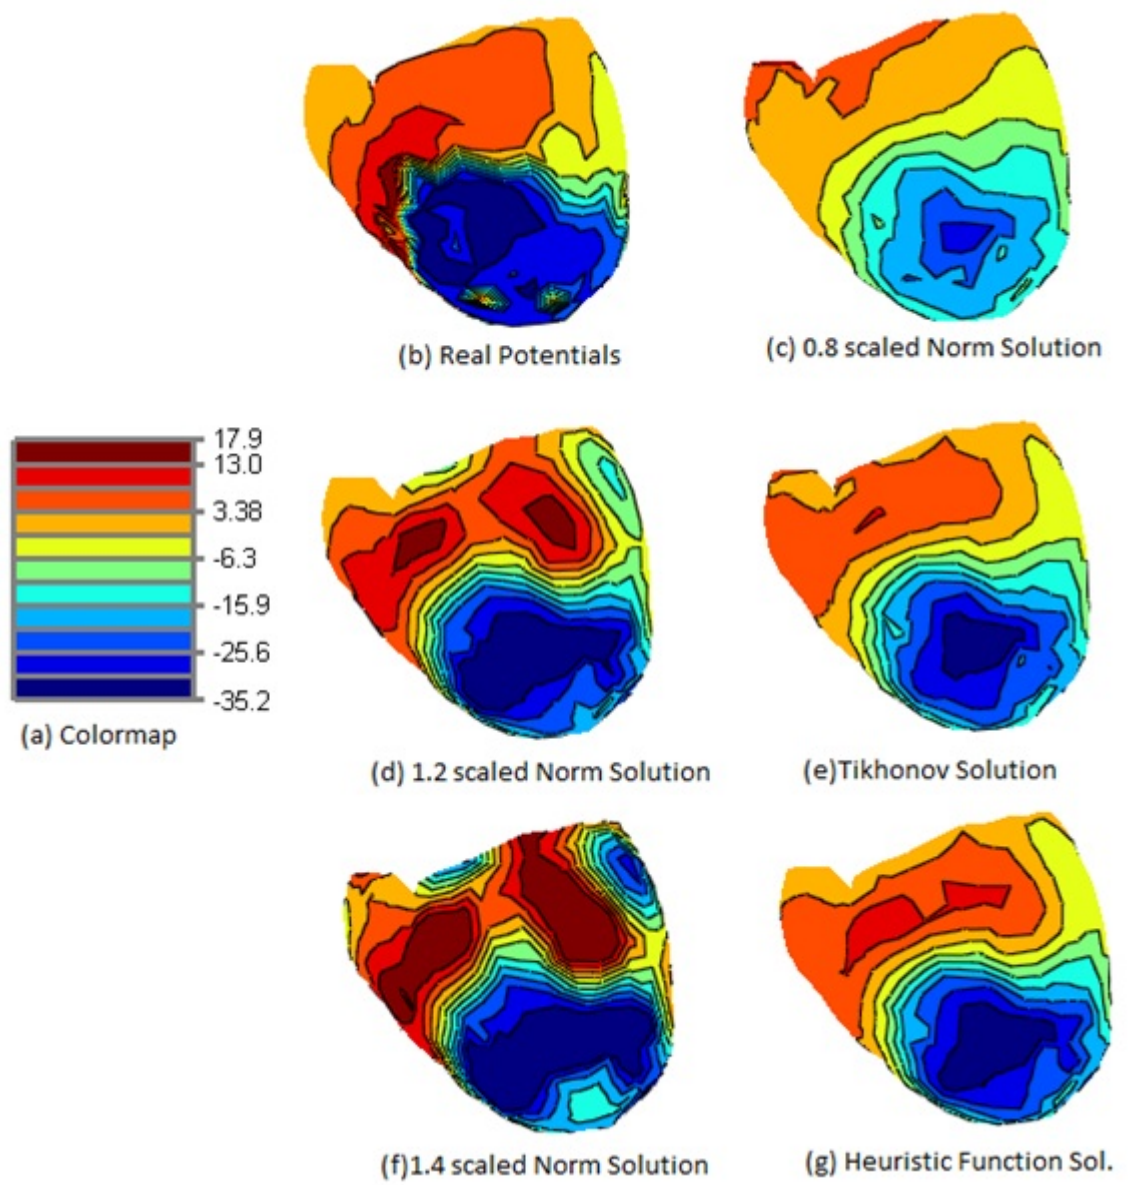 (b) Real Potentials
(c) 0.8 scaled Norm Solution
17.9
13.0
3.38
-6.3
-15.9
-25.6
-35.2
(a) Colormap
(d) 1.2 scaled Norm Solution
(e)Tikhonov Solution
(f)1.4 scaled Norm Solution
(g) Heuristic Function Sol.